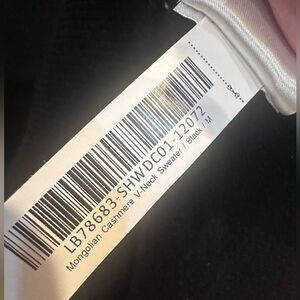 LB78683-SHWDC01-12072
Mongolian Cashmere V-Neck Sweater / Black / M